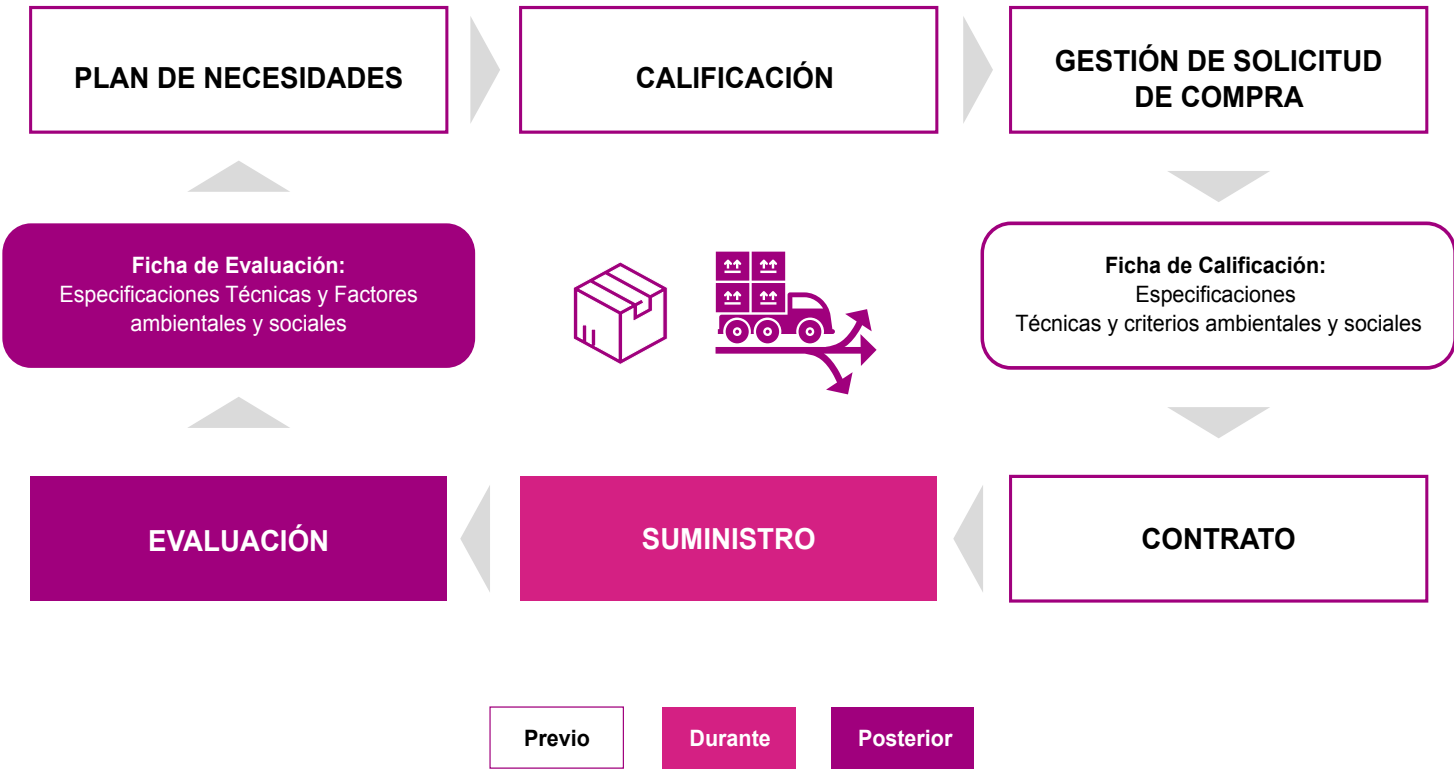 PLAN DE NECESIDADES
CALIFICACIÓN
GESTIÓN DE SOLICITUD
DE COMPRA
Ficha de Evaluación:
Especificaciones Técnicas y Factores
ambientales y sociales
Ficha de Calificación:
Especificaciones
Técnicas y criterios ambientales y sociales
EVALUACIÓN
SUMINISTRO
CONTRATO
Previo
Durante
Posterior